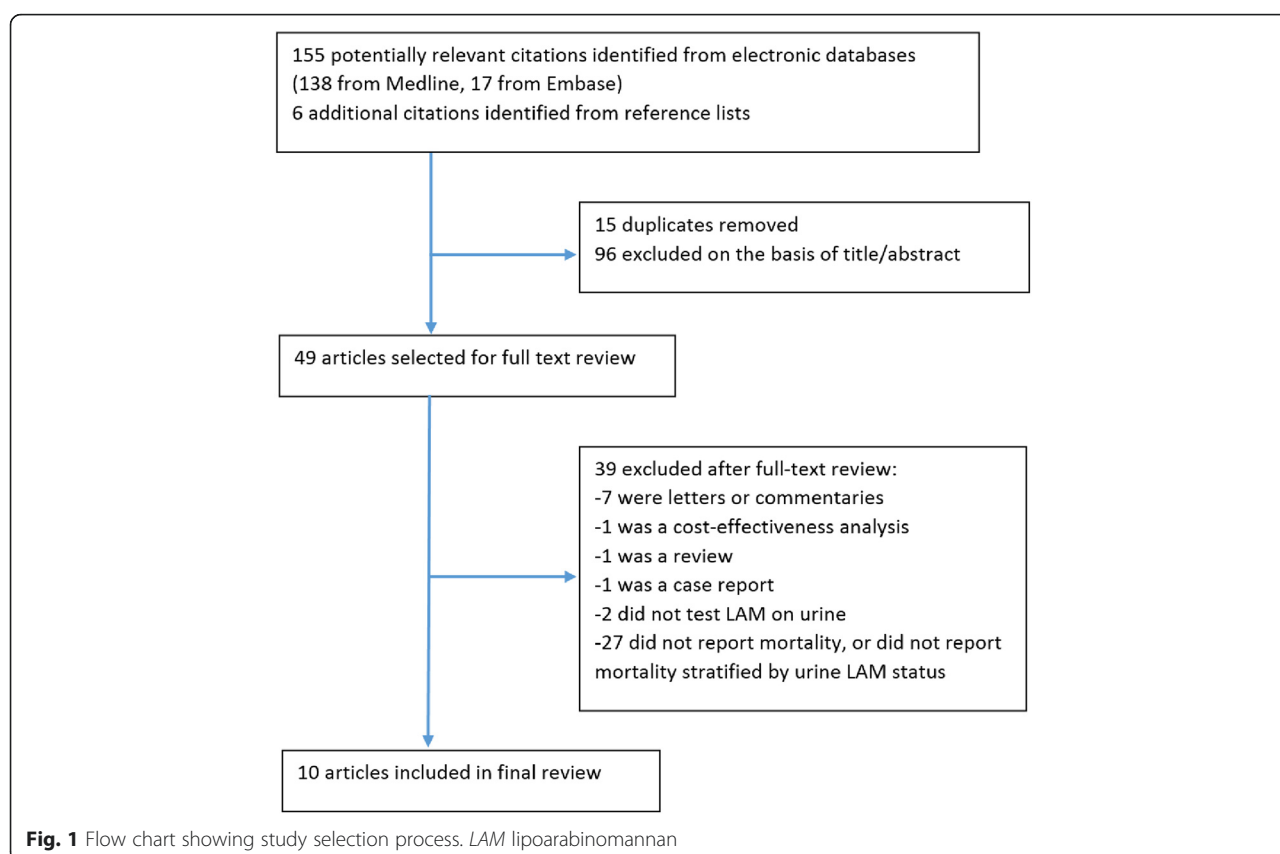 155 potentially relevant citations identified from electronic databases
(138 from Medline, 17 from Embase)
6 additional citations identified from reference lists
15 duplicates removed
96 excluded on the basis of title/abstract
49 articles selected for full text review
39 excluded after full-text review:
-7 were letters or commentaries
-1 was a cost-effectiveness analysis
-1 was a review
-1 was a case report
-2 did not test LAM on urine
-27 did not report mortality, or did not report
mortality stratified by urine LAM status
10 articles included in final review
Fig. 1 Flow chart showing study selection process. LAM lipoarabinomannan